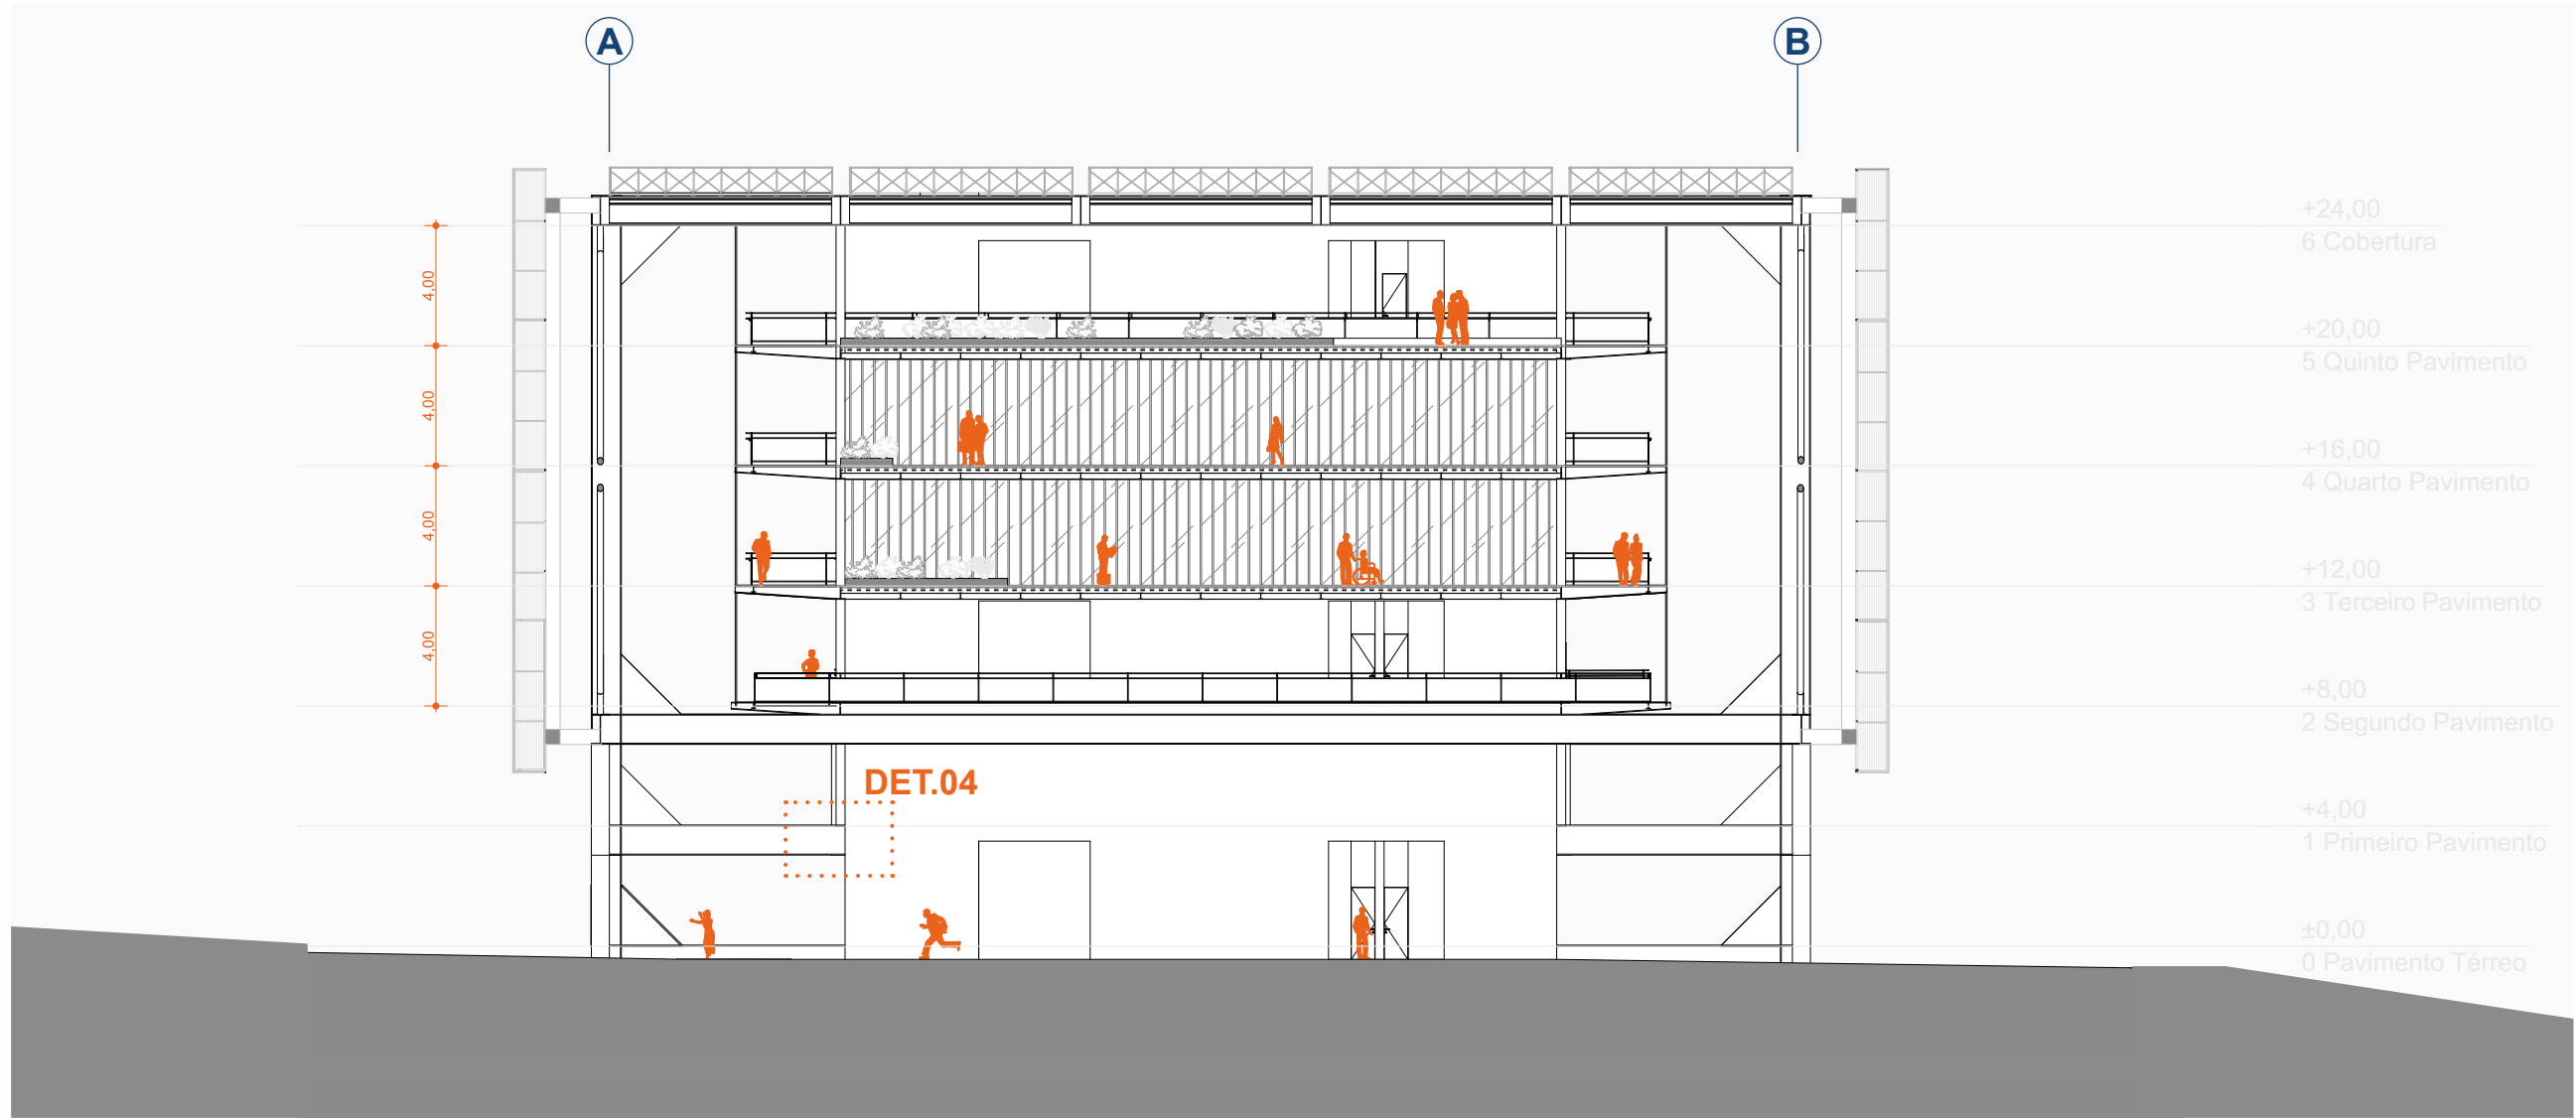 A
B
+24,00
6 Cobertura
4,00
+20,00
5 Quinto Pavimento
4,00
+16,00
4 Quarto Pavimento
4,00
+12,00
3 Terceiro Pavimento
4,00
+8,00
2 Segundo Pavimento
DET.04
+4,00
1 Primeiro Pavimento
±0,00
0 Pavimento Térreo